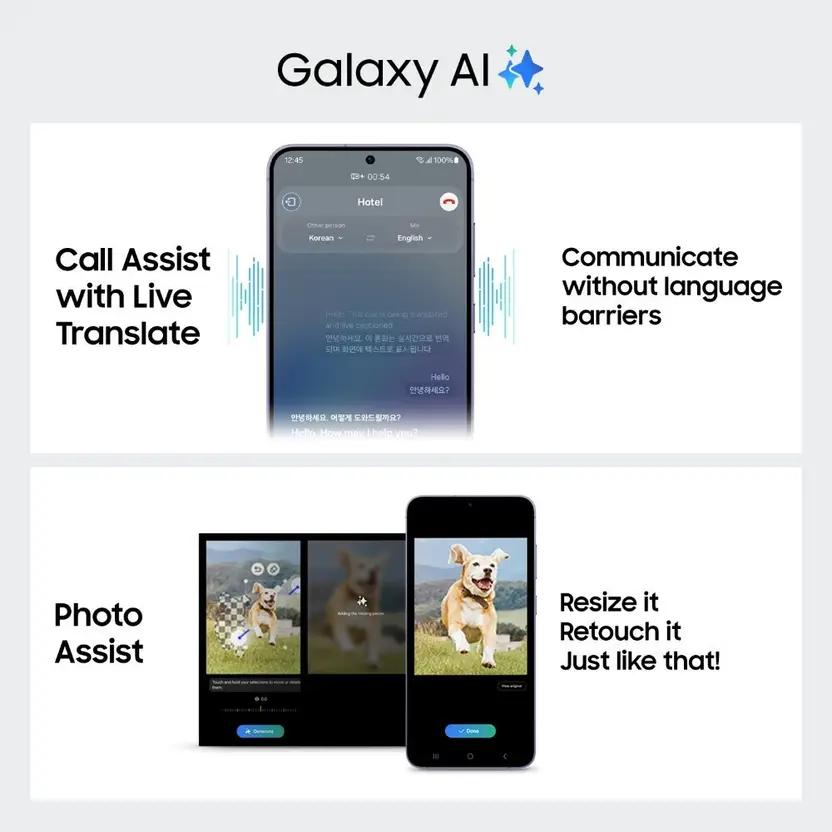 Galaxy AI
Call Assist
with Live
Translate
12:45
100%
00:54
Hotel
Other person
Me
Korean
English
Hello. This call is being translated
and live captioned.
안녕하세요. 이 통화는 실시간으로 번역
되며 화면에 텍스트로 표시됩니다.
Hello
안녕하세요?
안녕하세요. 어떻게 도와드릴까요?
Hello. How may I help you?
Communicate
without language
barriers
Photo
Assist
Touch and hold your selections to move or resize
them.
Generate
Adding the missing pieces
View original
Done
Resize it
Retouch it
Just like that!